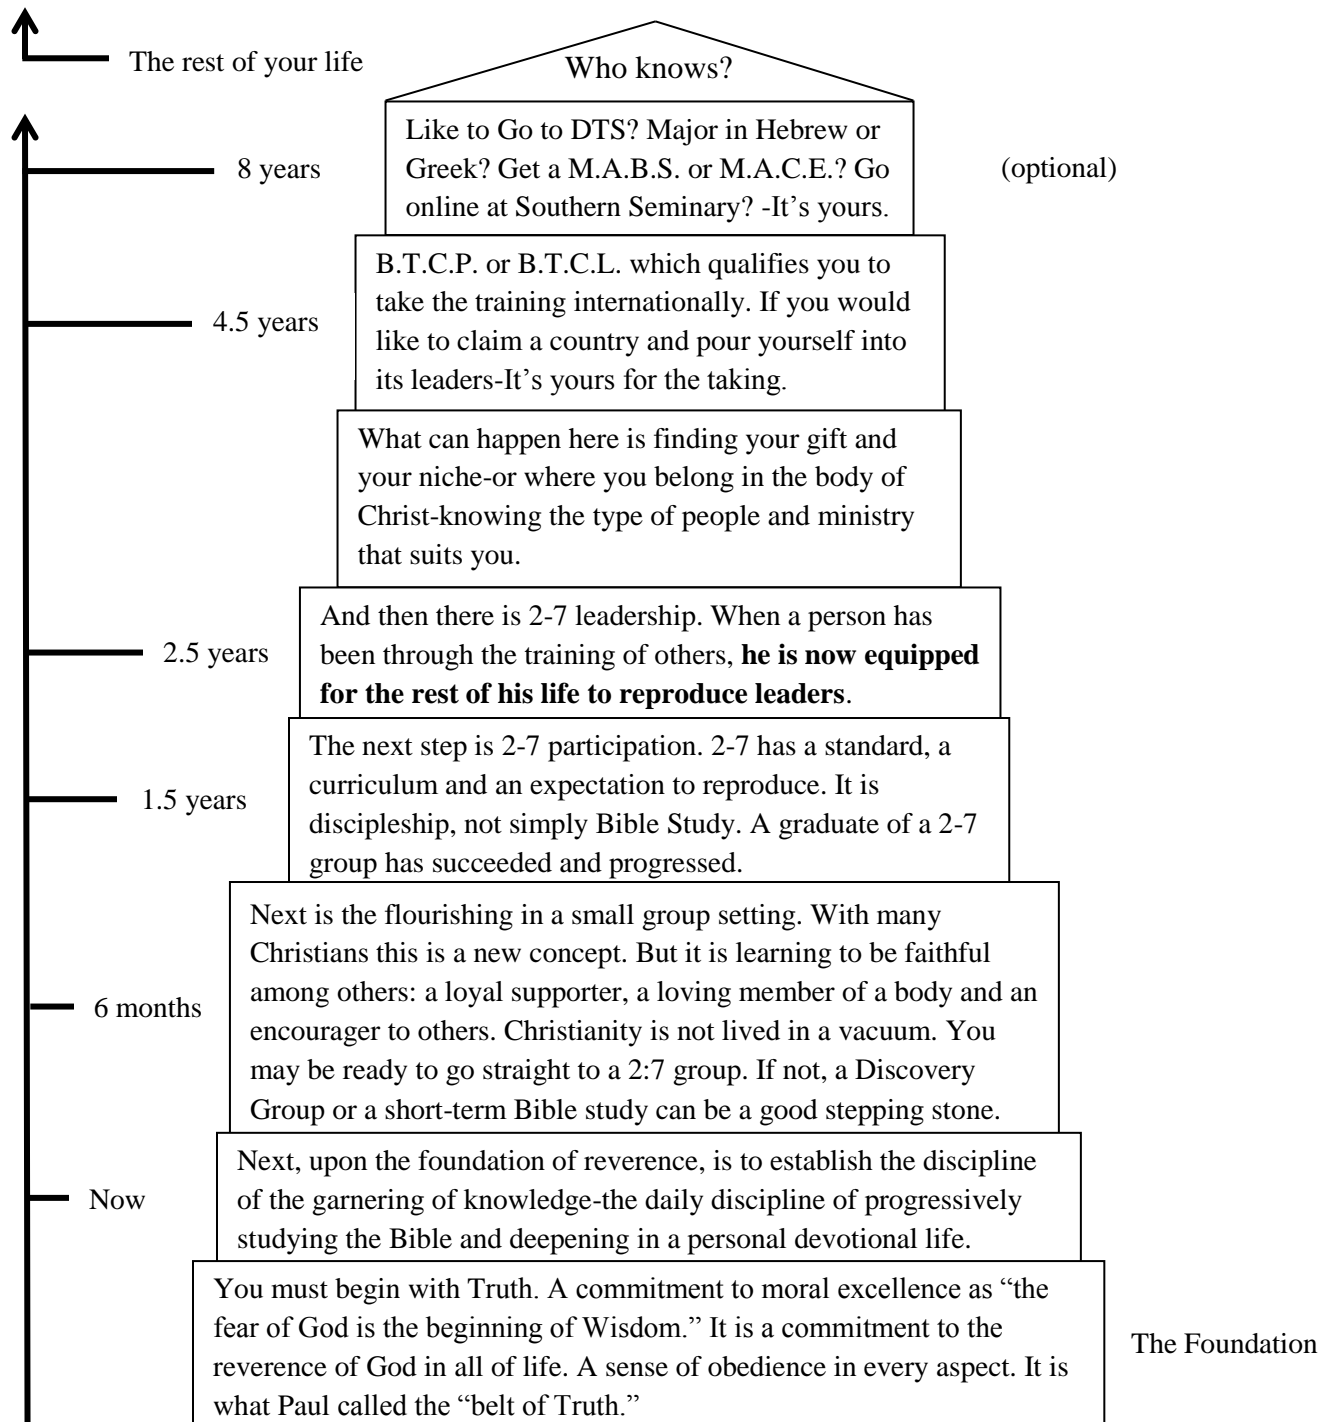 The rest of your life
Who knows?
8 years
Like to Go to DTS? Major in Hebrew or
Greek? Get a M.A.B.S. or M.A.C.E.? Go
online at Southern Seminary? -It’s yours.
(optional)
4.5 years
B.T.C.P. or B.T.C.L. which qualifies you to
take the training internationally. If you would
like to claim a country and pour yourself into
its leaders-It’s yours for the taking.
What can happen here is finding your gift and
your niche-or where you belong in the body of
Christ-knowing the type of people and ministry
that suits you.
2.5 years
And then there is 2-7 leadership. When a person has
been through the training of others, he is now equipped
for the rest of his life to reproduce leaders.
1.5 years
The next step is 2-7 participation. 2-7 has a standard, a
curriculum and an expectation to reproduce. It is
discipleship, not simply Bible Study. A graduate of a 2-7
group has succeeded and progressed.
6 months
Next is the flourishing in a small group setting. With many
Christians this is a new concept. But it is learning to be faithful
among others: a loyal supporter, a loving member of a body and an
encourager to others. Christianity is not lived in a vacuum. You
may be ready to go straight to a 2:7 group. If not, a Discovery
Group or a short-term Bible study can be a good stepping stone.
Now
Next, upon the foundation of reverence, is to establish the discipline
of the garnering of knowledge-the daily discipline of progressively
studying the Bible and deepening in a personal devotional life.
You must begin with Truth. A commitment to moral excellence as “the
fear of God is the beginning of Wisdom.” It is a commitment to the
reverence of God in all of life. A sense of obedience in every aspect. It is
what Paul called the “belt of Truth.”
The Foundation